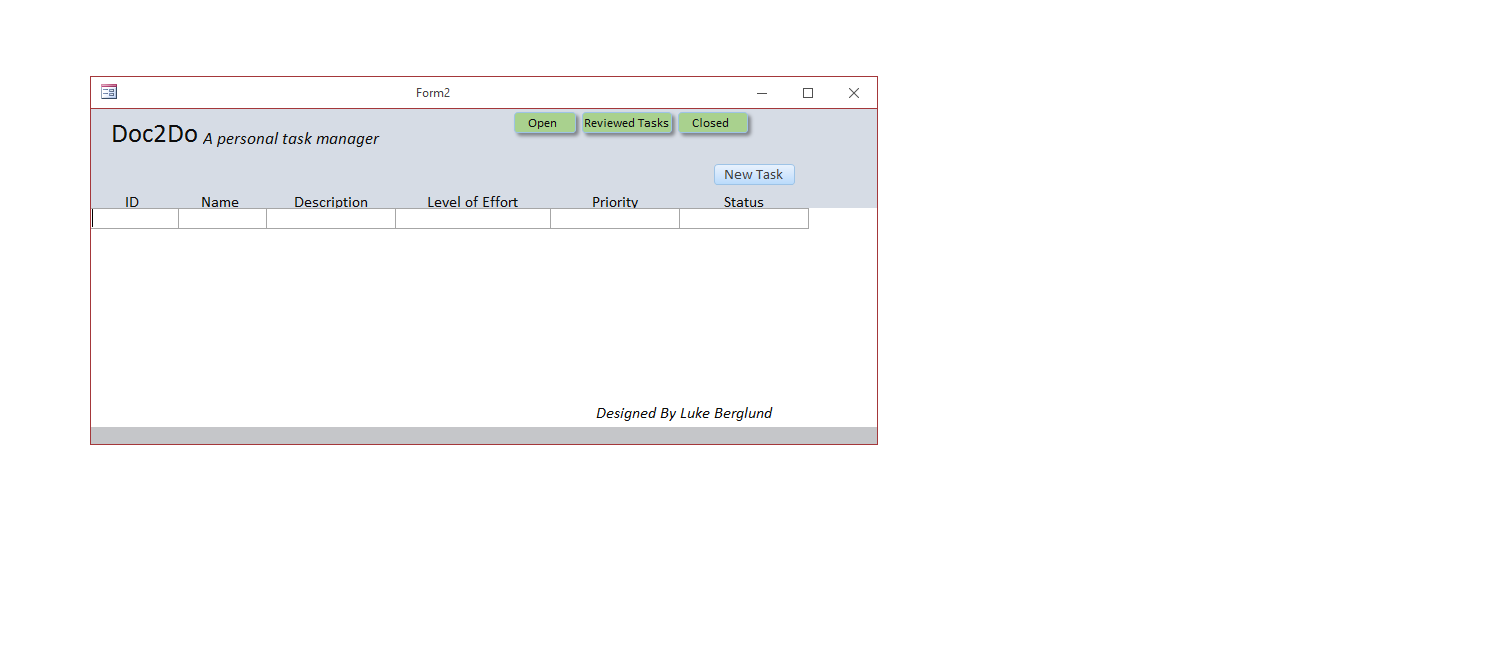 Form2
Open Reviewed Tasks Closed
Doc2Do A personal task manager
New Task
ID Name Description Level of Effort Priority Status
Designed By Luke Berglund